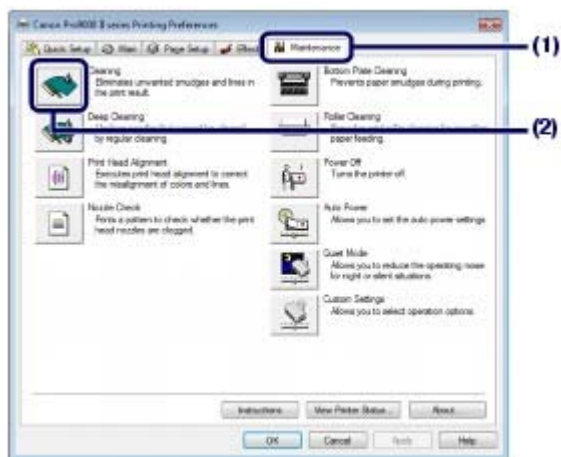 Canon Pro9000 II series Printing Preferences
Quick Setup Main Page Setup Effects Maintenance
(1)
Cleaning
Eliminates unwanted smudges and lines in
the print result.
Bottom Plate Cleaning
Prevents paper smudges during printing.
(2)
Deep Cleaning
by regular cleaning
Roller Cleaning
paper feeding.
Print Head Alignment
Executes print head alignment to correct
the misalignment of colors and lines.
Power Off
Turns the printer off.
Nozzle Check
Prints a pattern to check whether the print
head nozzles are clogged.
Auto Power
Allows you to set the auto power settings
Quiet Mode
Allows you to reduce the operating noise
for night or silent situations.
Custom Settings
Allows you to select operation options.
Instructions View Printer Status... About...
OK Cancel Apply Help